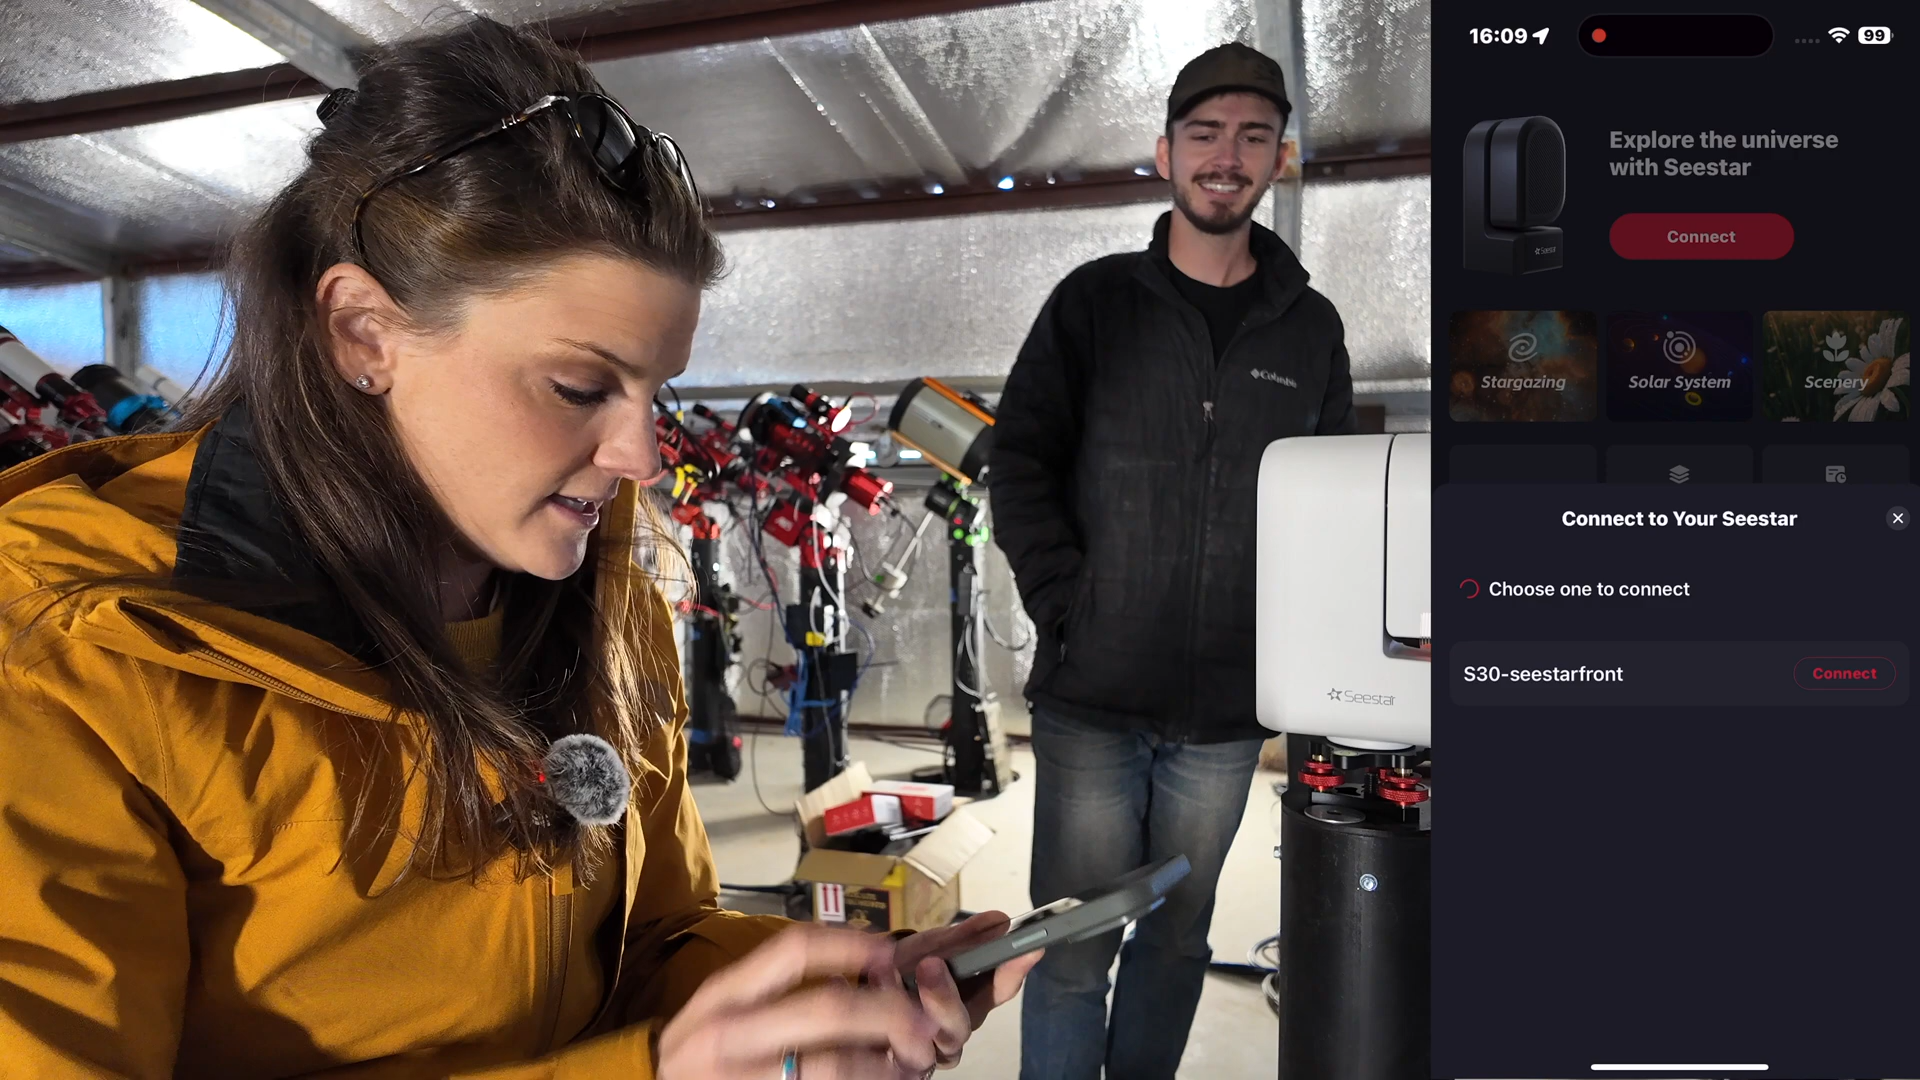 16:09
99
Explore the universe
with Seestar
Connect
Seestar
Stargazing
Solar System
Scenery
Connect to Your Seestar
Choose one to connect
S30-seestarfront
Connect
Columbia
Seestar